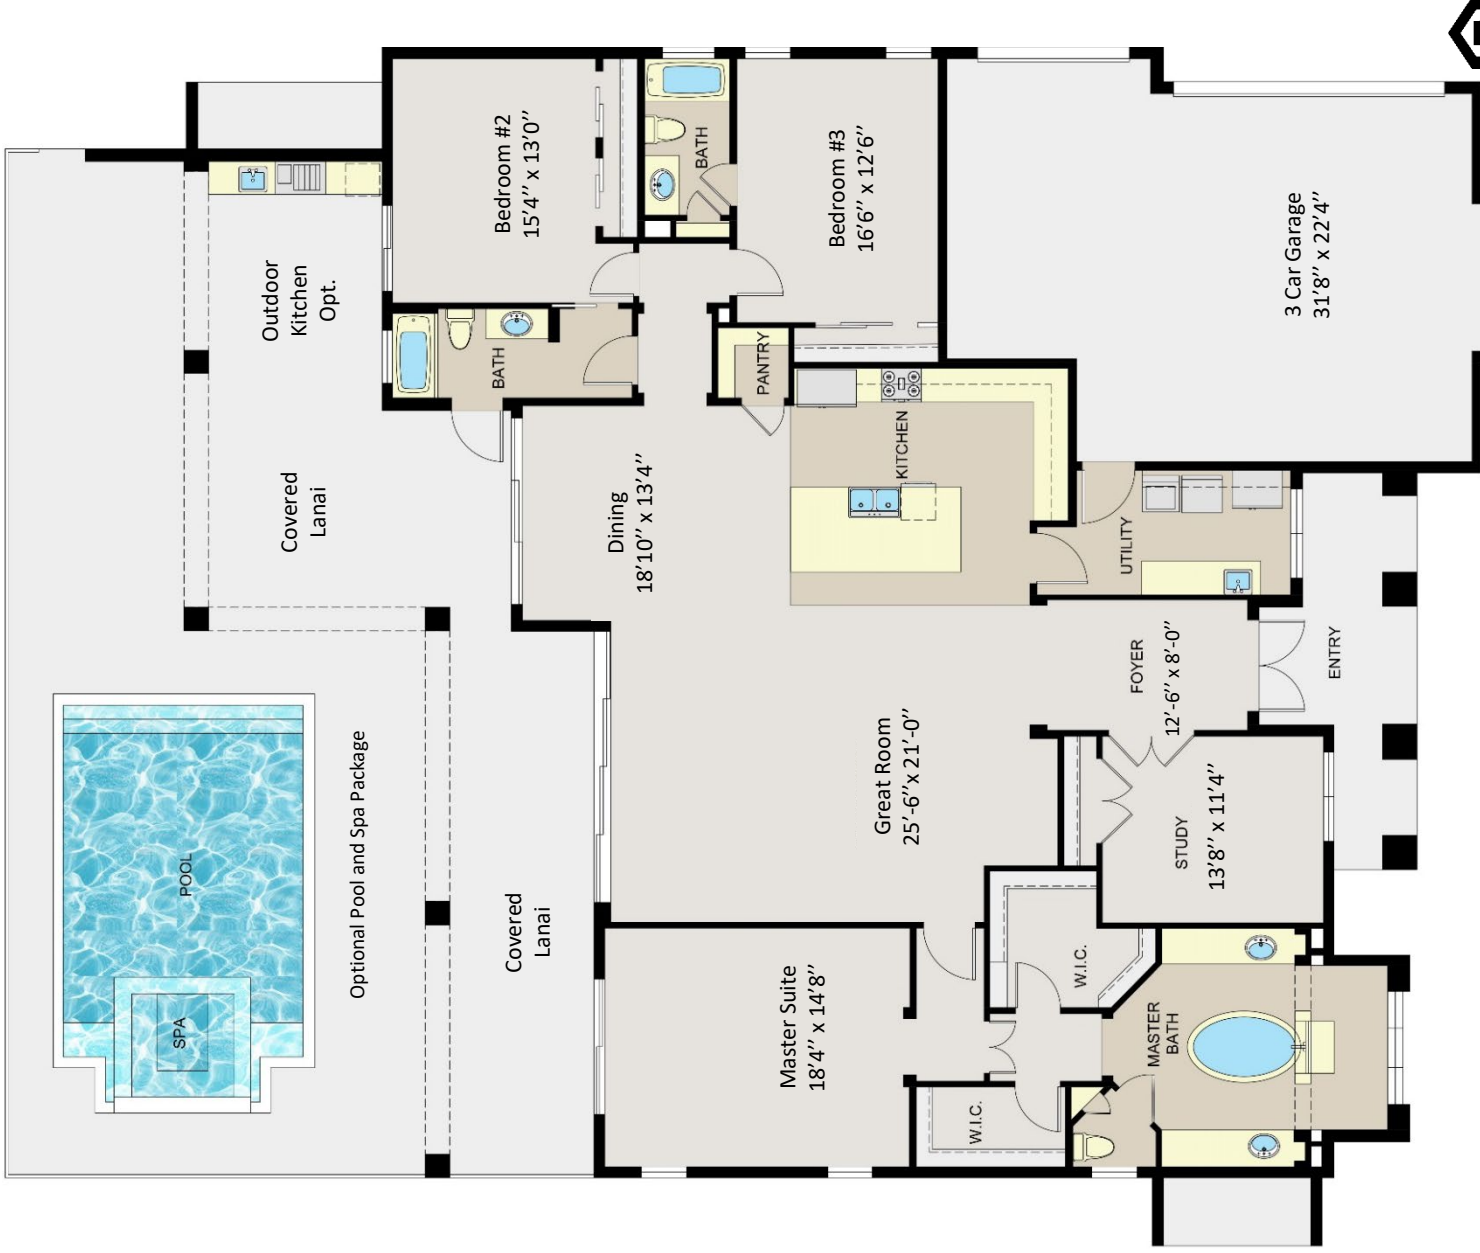 Bedroom #2
15’4’’ x 13’0’’
BATH
Bedroom #3
16’6’’ x 12’6’’
3 Car Garage
31’8’’ x 22’4’’
Outdoor
Kitchen
Opt.
BATH
PANTRY
KITCHEN
Covered
Lanai
Dining
18’10’’ x 13’4’’
UTILITY
FOYER
12’-6’’ x 8’-0’’
ENTRY
Great Room
25’-6’’ x 21’-0’’
STUDY
13’8’’ x 11’4’’
POOL
Optional Pool and Spa Package
SPA
Covered
Lanai
Master Suite
18’4’’ x 14’8’’
W.I.C.
W.I.C.
MASTER
BATH